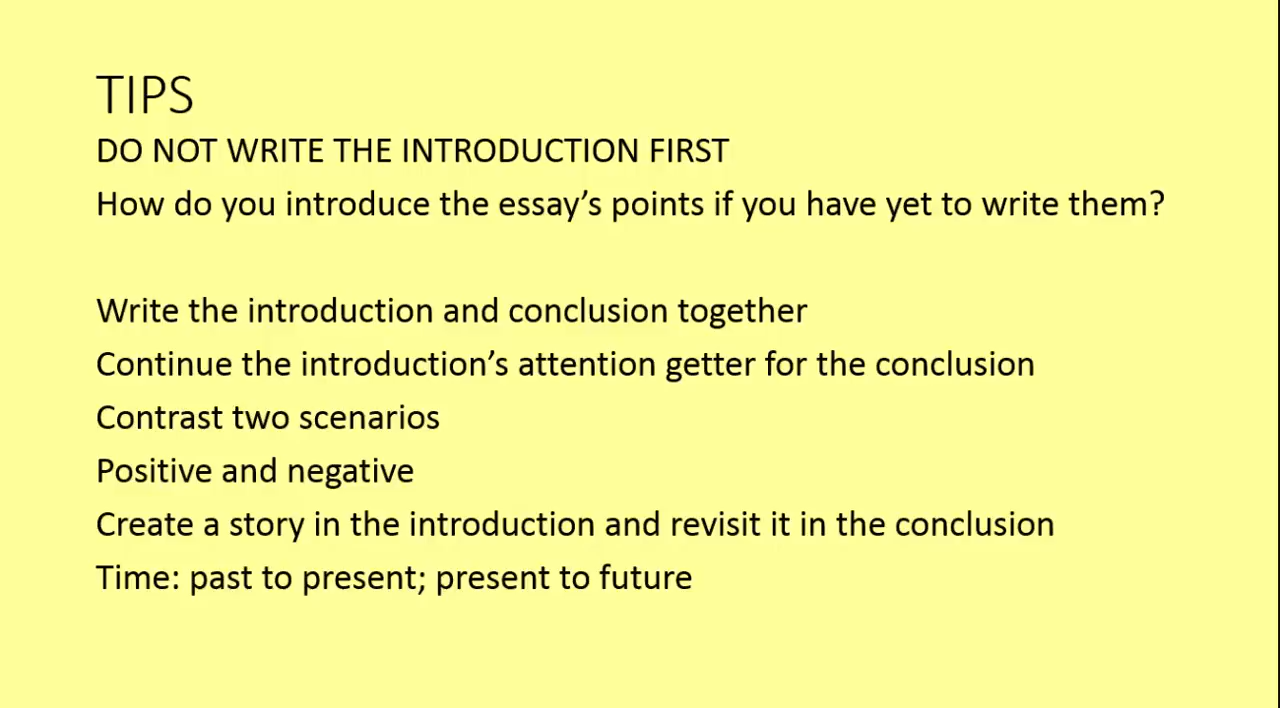 TIPS
DO NOT WRITE THE INTRODUCTION FIRST
How do you introduce the essay’s points if you have yet to write them?
Write the introduction and conclusion together
Continue the introduction’s attention getter for the conclusion
Contrast two scenarios
Positive and negative
Create a story in the introduction and revisit it in the conclusion
Time: past to present; present to future